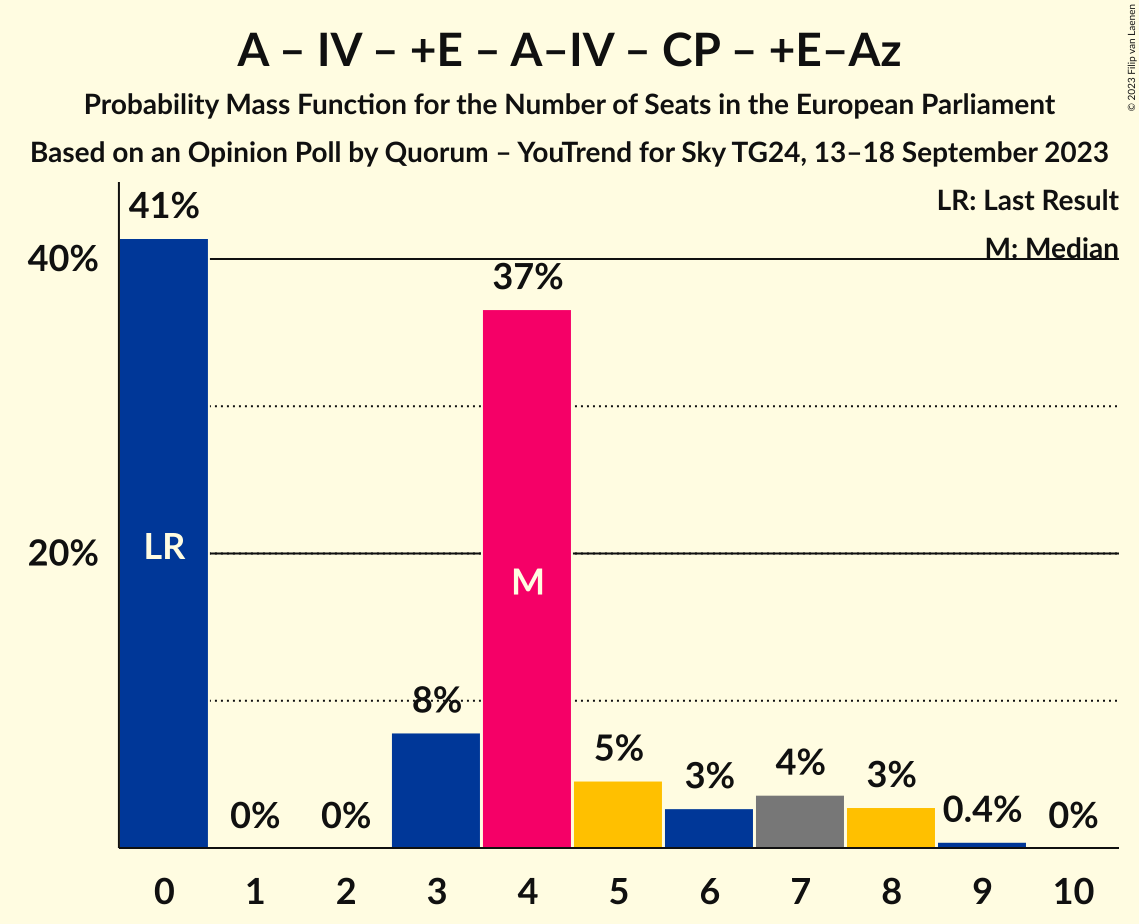 A – IV – +E – A–IV – CP – +E–Az
Probability Mass Function for the Number of Seats in the European Parliament
Based on an Opinion Poll by Quorum – YouTrend for Sky TG24, 13–18 September 2023
© 2023 Filip van Laenen
LR: Last Result
M: Median
41%
40%
37%
LR
20%
M
8%
5%
3%
4%
3%
0%
0%
0.4%
0%
0 1 2 3 4 5 6 7 8 9 10